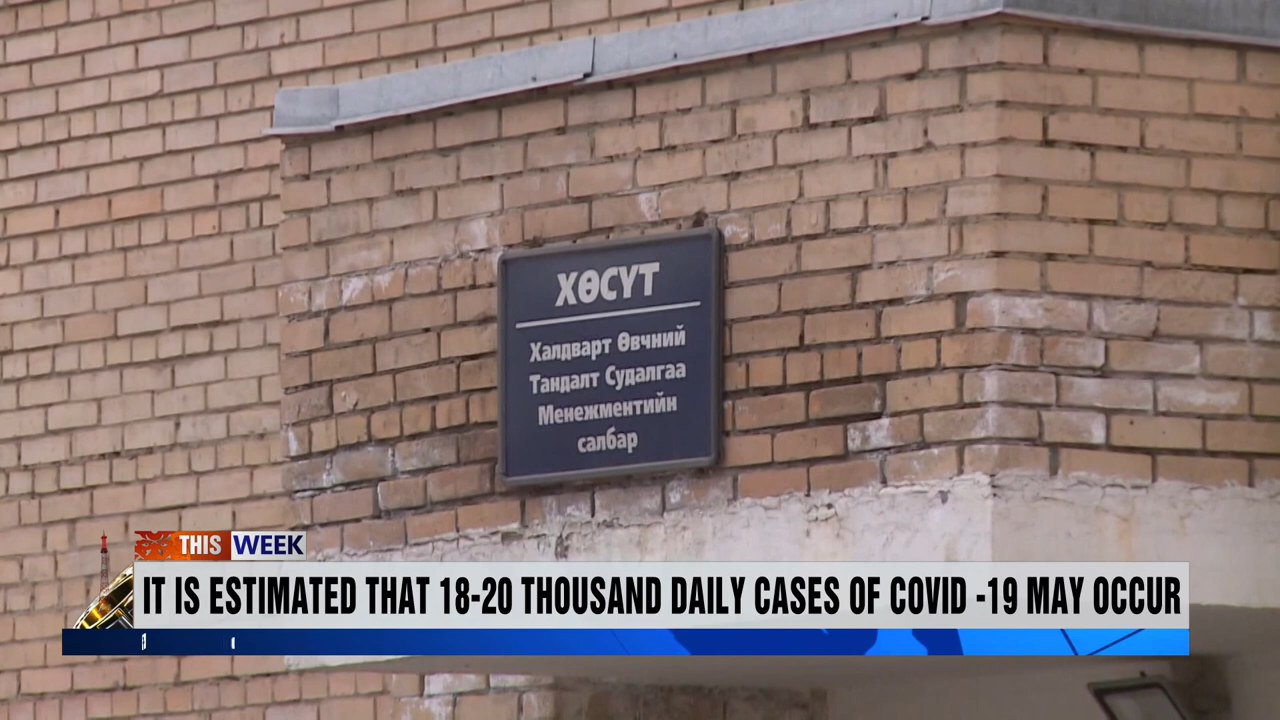 ХӨСҮТ
Халдварт Өвчний
Тандалт Судалгаа
Менежментийн
салбар
THIS WEEK
IT IS ESTIMATED THAT 18-20 THOUSAND DAILY CASES OF COVID -19 MAY OCCUR